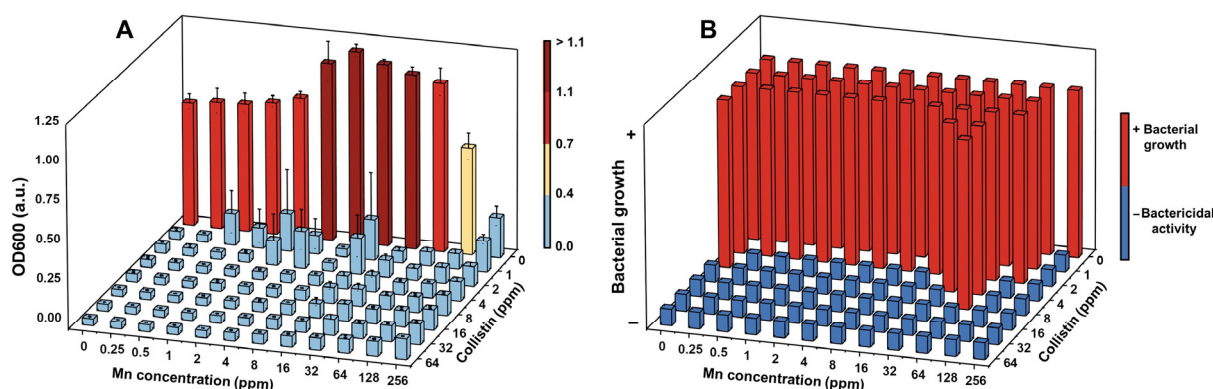 A
1.25
1.00
0.75
0.50
0.25
0.00
OD600 (a.u.)
0 0.25 0.5 1 2 4 8 16 32 64 128 256
Mn concentration (ppm)
0
1
2
4
8
16
32
64
Collistin (ppm)
> 1.1
1.1
0.7
0.4
0.0
B
+
–
Bacterial growth
0 0.25 0.5 1 2 4 8 16 32 64 128 256
Mn concentration (ppm)
0
1
2
4
8
16
32
64
Collistin (ppm)
+ Bacterial
growth
– Bactericidal
activity